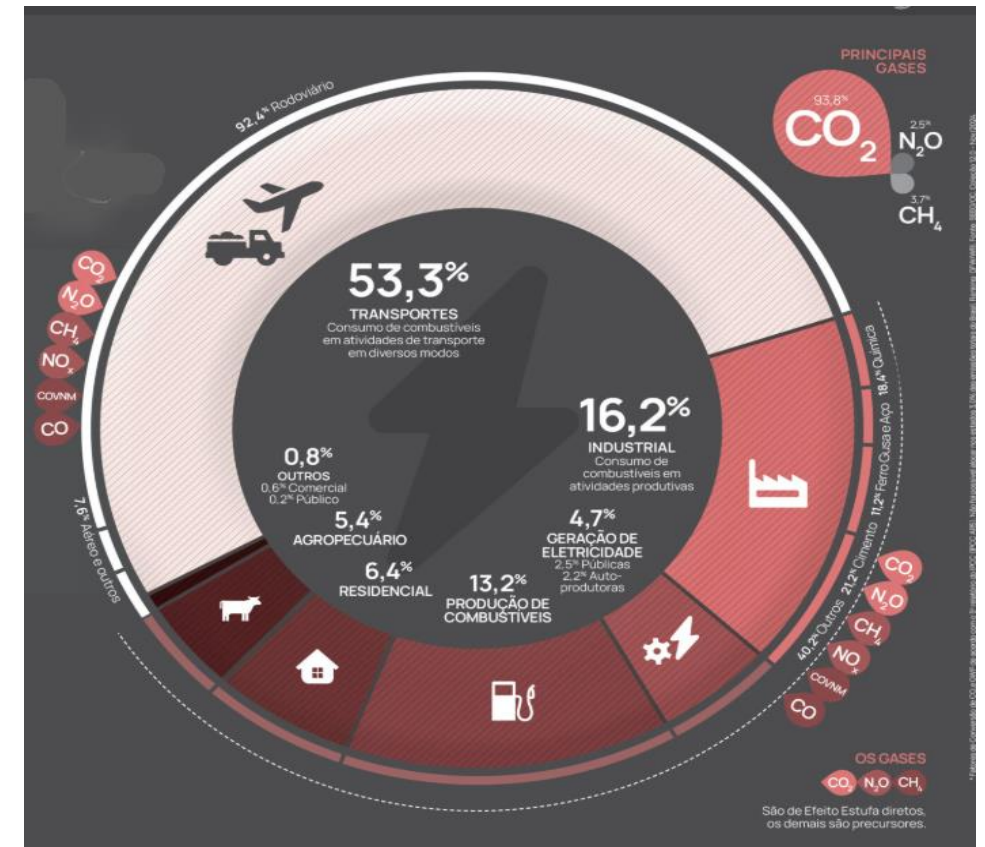 PRINCIPAIS
GASES
93,8%
CO2
2,5%
N2O
3,7%
CH4
92,4% Rodoviário
7,6% Aéreo e outros
CO2
N2O
CH4
NOx
COVNM
CO
53,3%
TRANSPORTES
Consumo de combustíveis
em atividades de transporte
em diversos modos
16,2%
INDUSTRIAL
Consumo de
combustíveis em
atividades produtivas
18,4% Química
11,2% Ferro Gusa e Aço
21,2% Cimento
40,2% Outros
0,8%
OUTROS
0,6% Comercial
0,2% Público
5,4%
AGROPECUÁRIO
6,4%
RESIDENCIAL
13,2%
PRODUÇÃO DE
COMBUSTÍVEIS
4,7%
GERAÇÃO DE
ELETRICIDADE
2,5% Públicas
2,2% Auto-
produtoras
CO2
N2O
CH4
NOx
COVNM
CO
OS GASES
CO2 N2O CH4
São de Efeito Estufa diretos,
os demais são precursores.